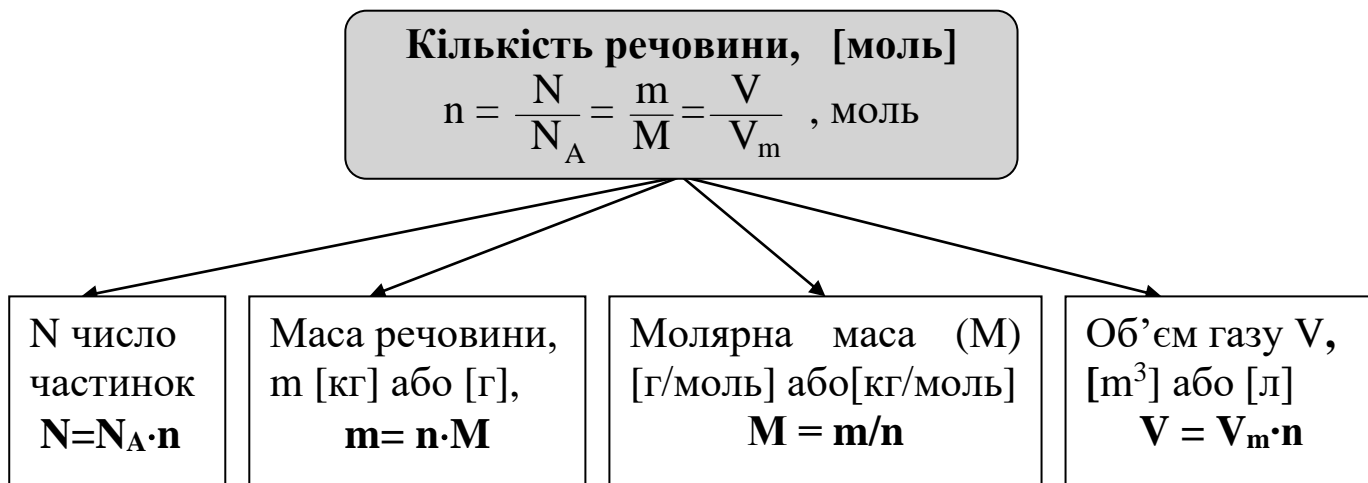 Кількість речовини, [моль]
n = N/N_A = m/M = V/V_m , моль
N число
частинок
N=N_A·n
Маса речовини,
m [кг] або [г],
m= n·M
Молярна маса (М)
[г/моль] або[кг/моль]
M = m/n
Об’єм газу V,
[m³] або [л]
V = V_m·n